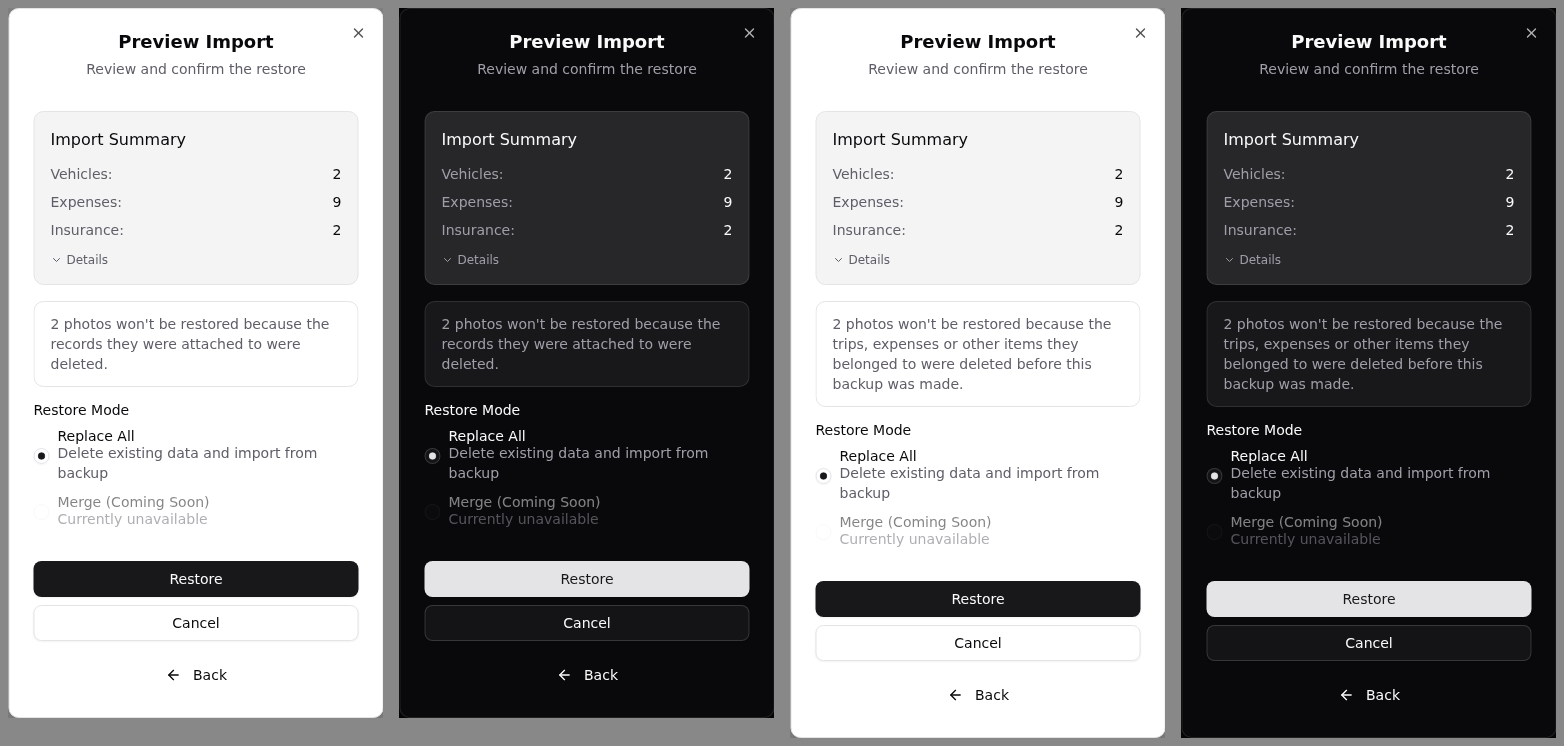 Preview Import
Review and confirm the restore
Import Summary
Vehicles: 2
Expenses: 9
Insurance: 2
Details
2 photos won't be restored because the
records they were attached to were
deleted.
Restore Mode
Replace All
Delete existing data and import from
backup
Merge (Coming Soon)
Currently unavailable
Restore
Cancel
Back
Preview Import
Review and confirm the restore
Import Summary
Vehicles: 2
Expenses: 9
Insurance: 2
Details
2 photos won't be restored because the
records they were attached to were
deleted.
Restore Mode
Replace All
Delete existing data and import from
backup
Merge (Coming Soon)
Currently unavailable
Restore
Cancel
Back
Preview Import
Review and confirm the restore
Import Summary
Vehicles: 2
Expenses: 9
Insurance: 2
Details
2 photos won't be restored because the
trips, expenses or other items they
belonged to were deleted before this
backup was made.
Restore Mode
Replace All
Delete existing data and import from
backup
Merge (Coming Soon)
Currently unavailable
Restore
Cancel
Back
Preview Import
Review and confirm the restore
Import Summary
Vehicles: 2
Expenses: 9
Insurance: 2
Details
2 photos won't be restored because the
trips, expenses or other items they
belonged to were deleted before this
backup was made.
Restore Mode
Replace All
Delete existing data and import from
backup
Merge (Coming Soon)
Currently unavailable
Restore
Cancel
Back